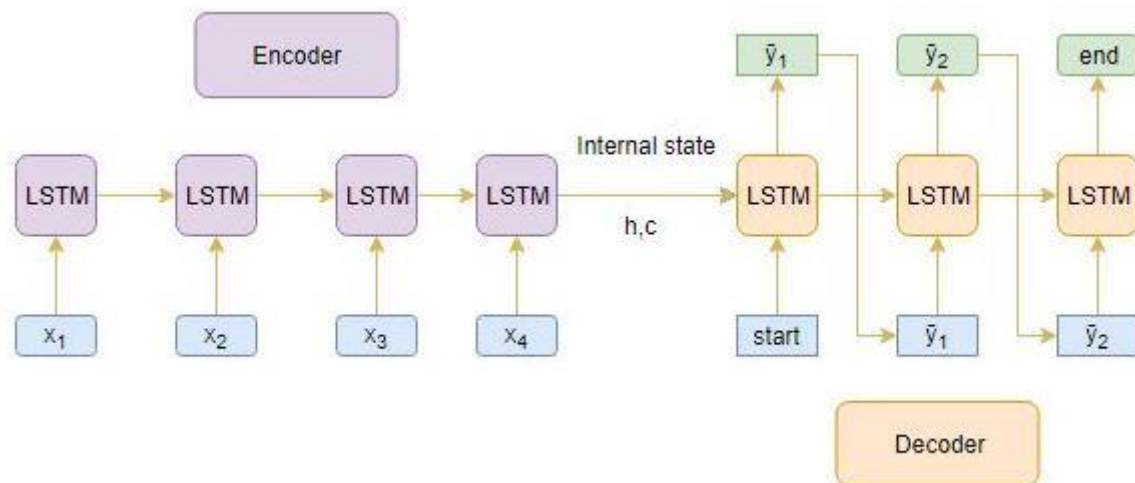 Encoder
ȳ₁ ȳ₂ end
Internal state
LSTM LSTM LSTM LSTM LSTM LSTM LSTM
h,c
x₁ x₂ x₃ x₄ start ȳ₁ ȳ₂
Decoder